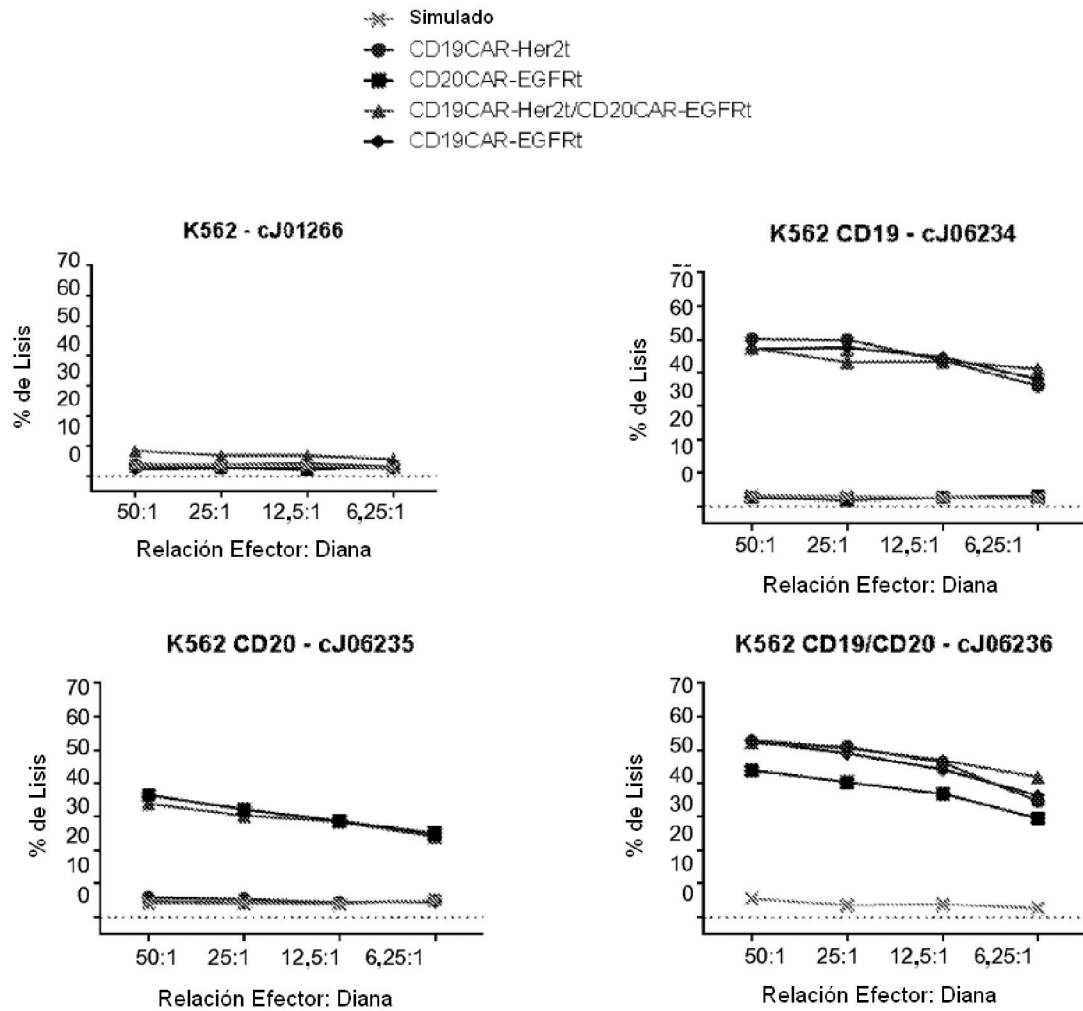 Simulado
CD19CAR-Her2t
CD20CAR-EGFRt
CD19CAR-Her2t/CD20CAR-EGFRt
CD19CAR-EGFRt
K562 - cJ01266
70
60
50
40
30
20
10
0
% de Lisis
50:1 25:1 12,5:1 6,25:1
Relación Efector: Diana
K562 CD19 - cJ06234
70
60
50
40
30
20
10
0
% de Lisis
50:1 25:1 12,5:1 6,25:1
Relación Efector: Diana
K562 CD20 - cJ06235
70
60
50
40
30
20
10
0
% de Lisis
50:1 25:1 12,5:1 6,25:1
Relación Efector: Diana
K562 CD19/CD20 - cJ06236
70
60
50
40
30
20
10
0
% de Lisis
50:1 25:1 12,5:1 6,25:1
Relación Efector: Diana